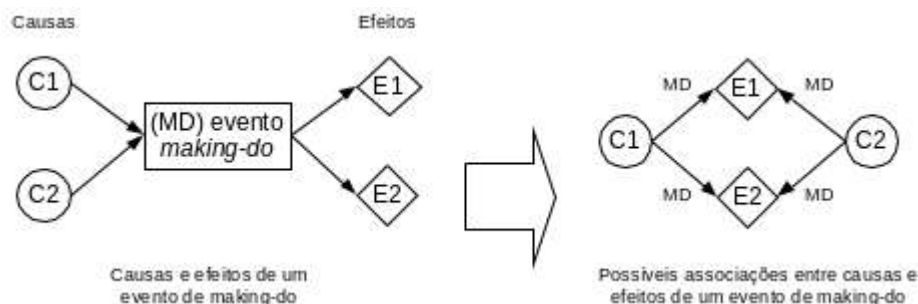 Causas
Efeitos
C1
C2
(MD) evento
making-do
E1
E2
Causas e efeitos de um
evento de making-do
MD
E1
MD
C1
C2
MD
E2
MD
Possíveis associações entre causas e
efeitos de um evento de making-do